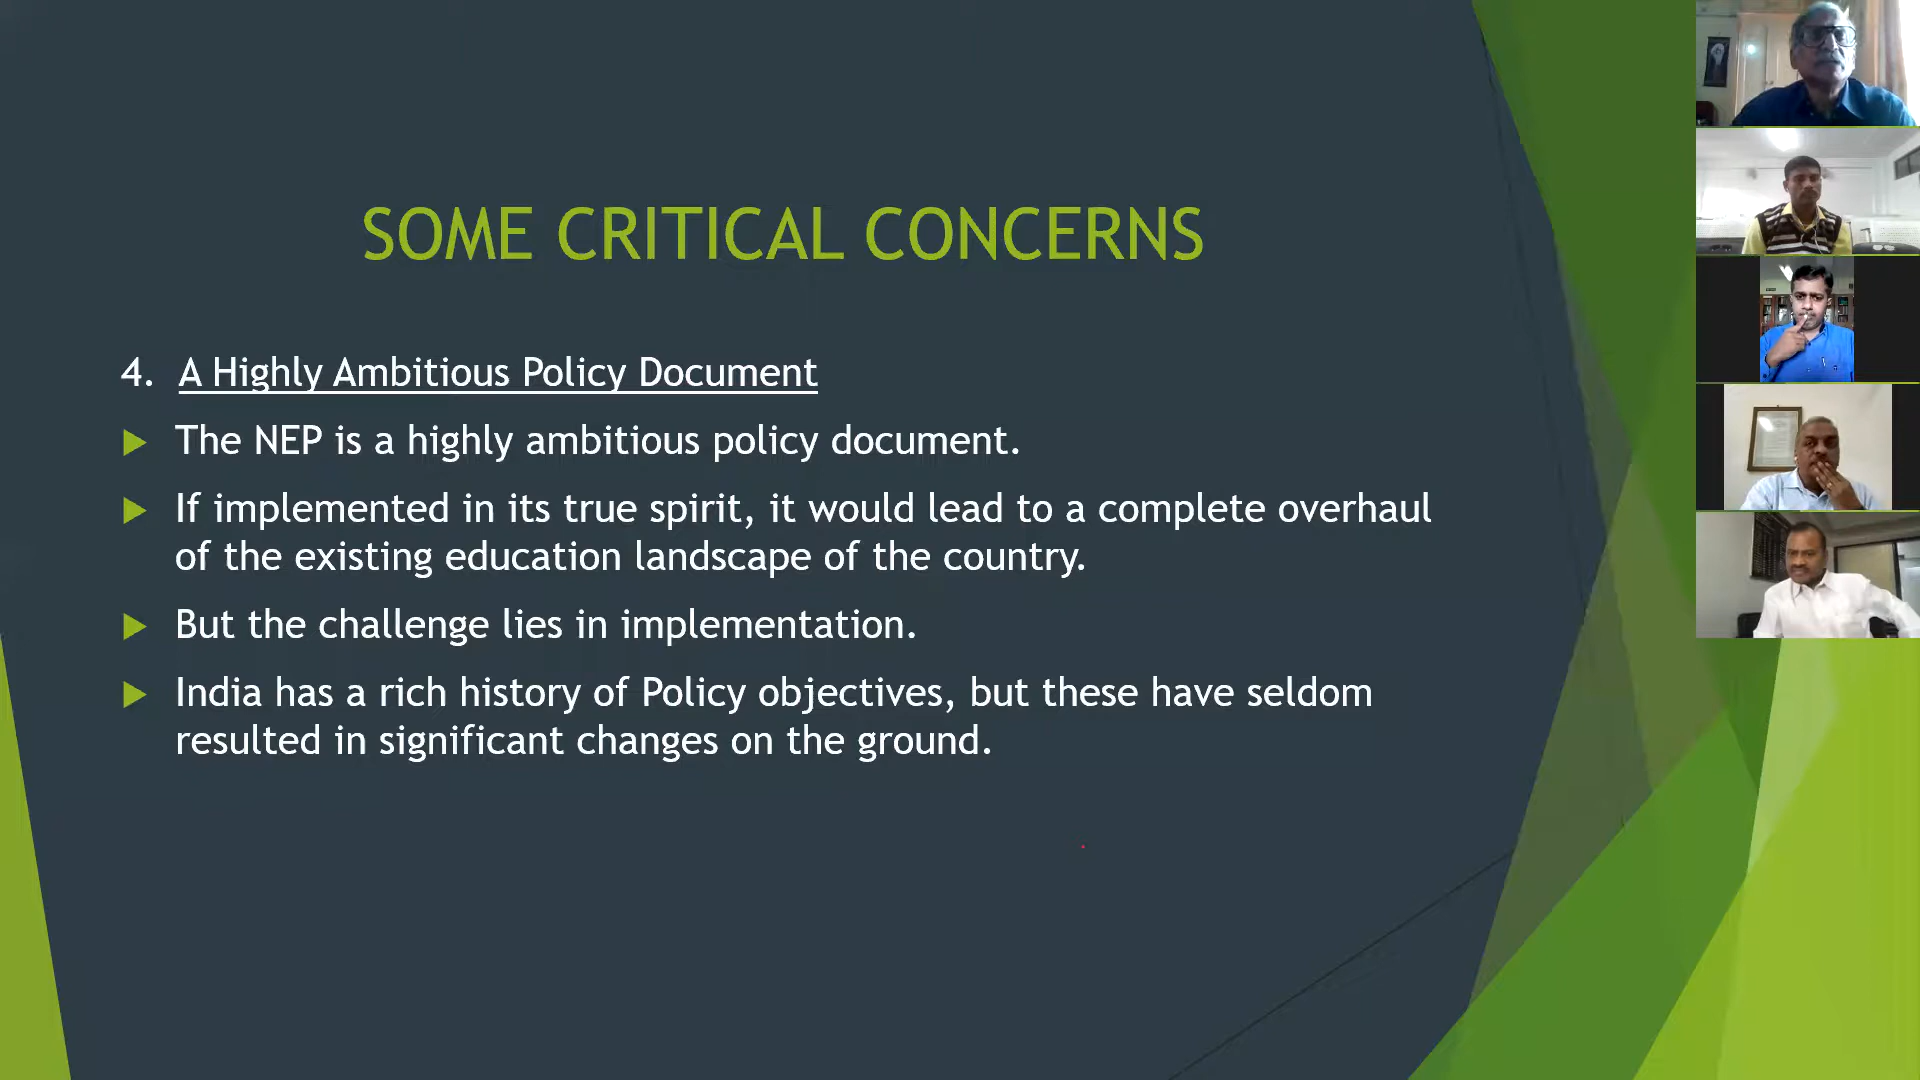 SOME CRITICAL CONCERNS
4. A Highly Ambitious Policy Document
The NEP is a highly ambitious policy document.
If implemented in its true spirit, it would lead to a complete overhaul
of the existing education landscape of the country.
But the challenge lies in implementation.
India has a rich history of Policy objectives, but these have seldom
resulted in significant changes on the ground.